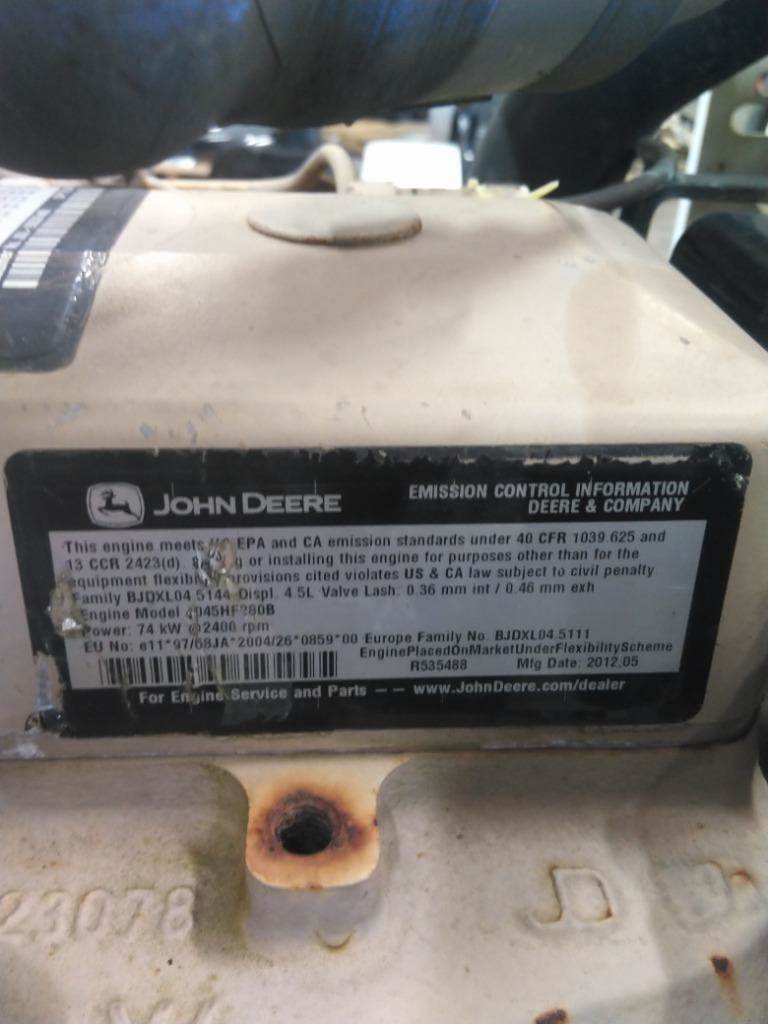 JOHN DEERE
EMISSION CONTROL INFORMATION
DEERE & COMPANY
This engine meets EPA and CA emission standards under 40 CFR 1039.625 and
13 CCR 2423(d). or installing this engine for purposes other than for the
equipment provisions cited violates US & CA law subject to civil penalty
Family BJDXL04.5144 Displ. 4.5L Valve Lash: 0.36 mm int / 0.46 mm exh
Engine Model
Power: 74 kW @2400 rpm
EU No: e11*97/68JA*2004/26*0859*00 Europe Family No. BJDXL04.5111
EnginePlacedOnMarketUnderFlexibilityScheme
R535488 Mfg Date: 2012.05
For Engine Service and Parts — — www.JohnDeere.com/dealer
23078
JD